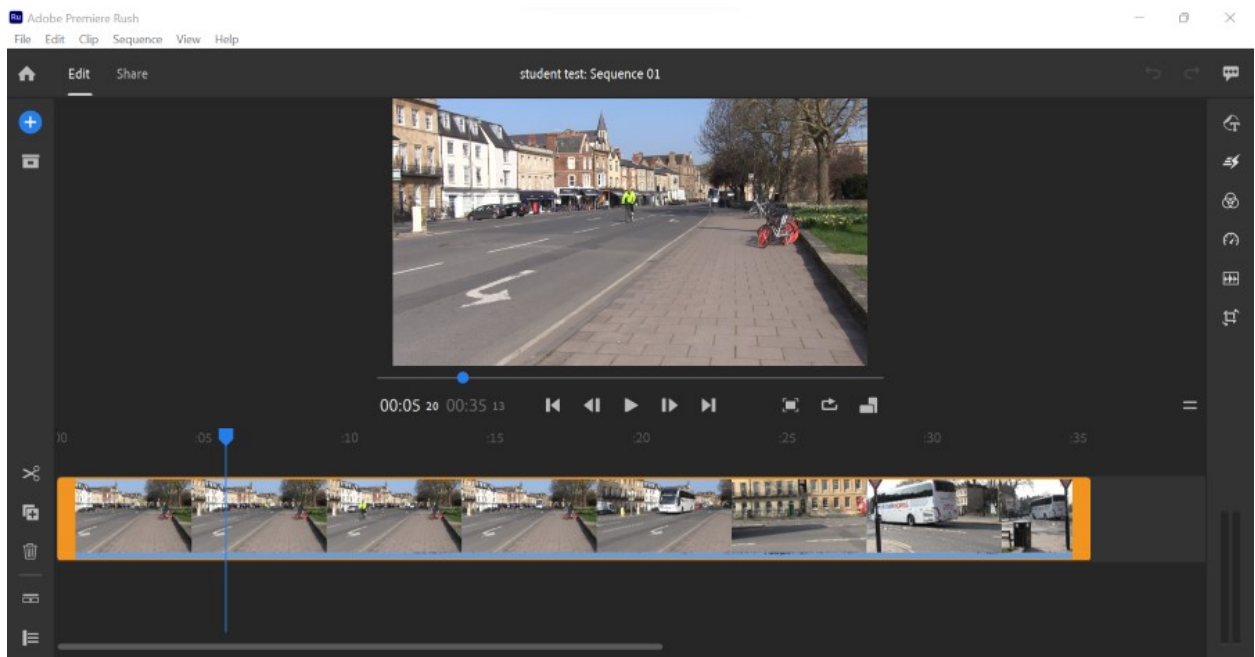 Ru Adobe Premiere Rush
File Edit Clip Sequence View Help
Edit Share student test: Sequence 01
00:05 20 00:35 13
00 :05 :10 :15 :20 :25 :30 :35